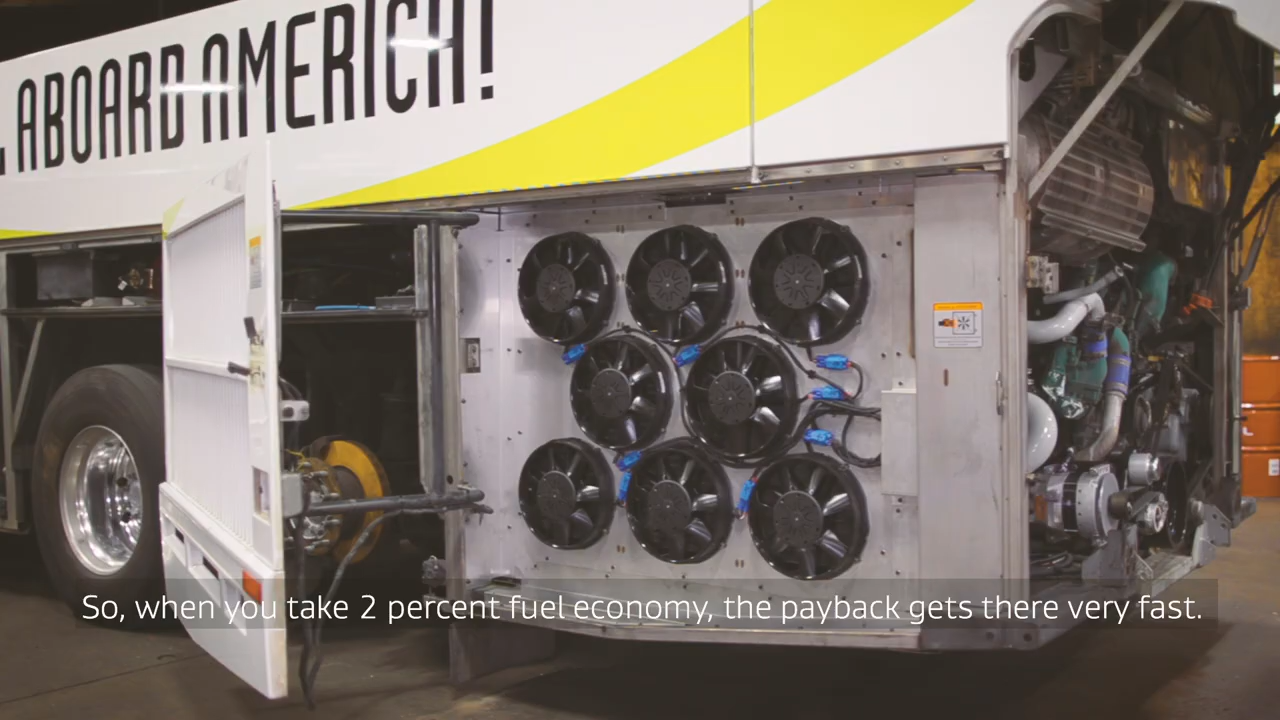 ABOARD AMERICA!
So, when you take 2 percent fuel economy, the payback gets there very fast.